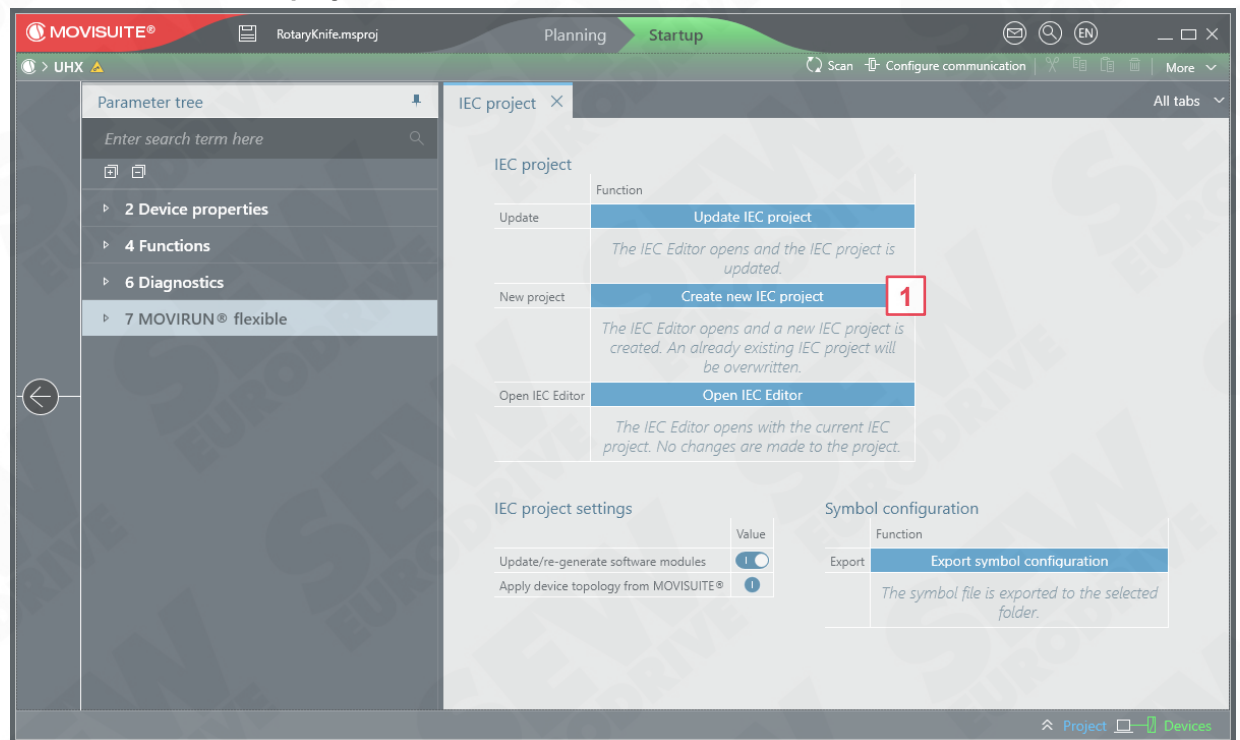 MOVISUITE®
RotaryKnife.msproj
Planning
Startup
EN
> UHX
Scan
Configure communication
More
Parameter tree
IEC project
All tabs
Enter search term here
2 Device properties
4 Functions
6 Diagnostics
7 MOVIRUN® flexible
IEC project
Function
Update
Update IEC project
The IEC Editor opens and the IEC project is
updated.
New project
Create new IEC project
1
The IEC Editor opens and a new IEC project is
created. An already existing IEC project will
be overwritten.
Open IEC Editor
Open IEC Editor
The IEC Editor opens with the current IEC
project. No changes are made to the project.
IEC project settings
Value
Update/re-generate software modules
Apply device topology from MOVISUITE®
Symbol configuration
Function
Export
Export symbol configuration
The symbol file is exported to the selected
folder.
Project
Devices
SEW
EURODRIVE